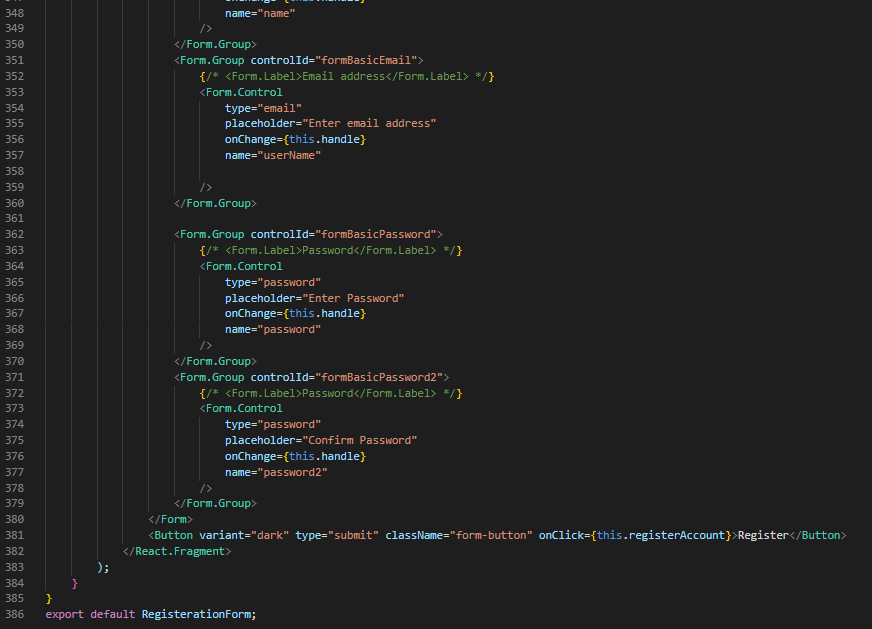 348 name="name"
349 />
350 </Form.Group>
351 <Form.Group controlId="formBasicEmail">
352 {/* <Form.Label>Email address</Form.Label> */}
353 <Form.Control
354 type="email"
355 placeholder="Enter email address"
356 onChange={this.handle}
357 name="userName"
358
359 />
360 </Form.Group>
361
362 <Form.Group controlId="formBasicPassword">
363 {/* <Form.Label>Password</Form.Label> */}
364 <Form.Control
365 type="password"
366 placeholder="Enter Password"
367 onChange={this.handle}
368 name="password"
369 />
370 </Form.Group>
371 <Form.Group controlId="formBasicPassword2">
372 {/* <Form.Label>Password</Form.Label> */}
373 <Form.Control
374 type="password"
375 placeholder="Confirm Password"
376 onChange={this.handle}
377 name="password2"
378 />
379 </Form.Group>
380 </Form>
381 <Button variant="dark" type="submit" className="form-button" onClick={this.registerAccount}>Register</Button>
382 </React.Fragment>
383 );
384 }
385 }
386 export default RegisterationForm;